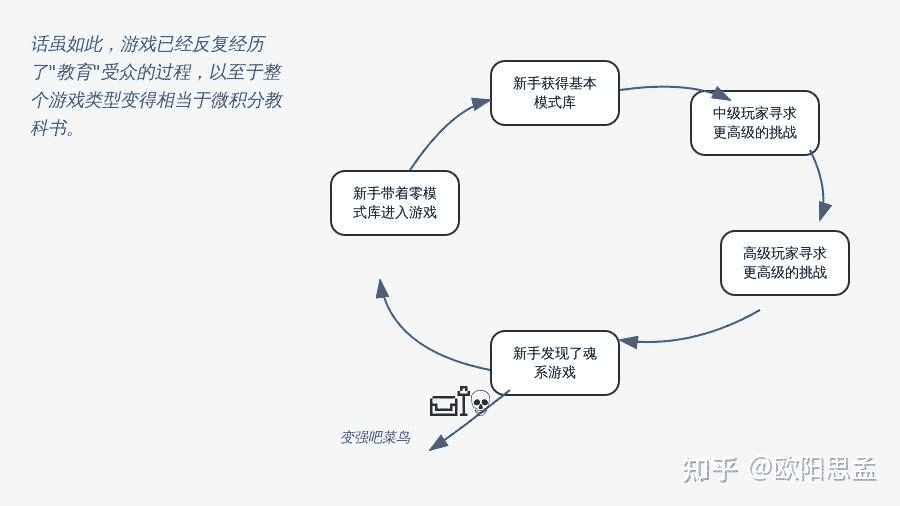 话虽如此，游戏已经反复经历
了"教育"受众的过程，以至于整
个游戏类型变得相当于微积分教
科书。
新手获得基本
模式库
中级玩家寻求
更高级的挑战
新手带着零模
式库进入游戏
高级玩家寻求
更高级的挑战
新手发现了魂
系游戏
变强吧菜鸟
知乎 @欧阳思孟